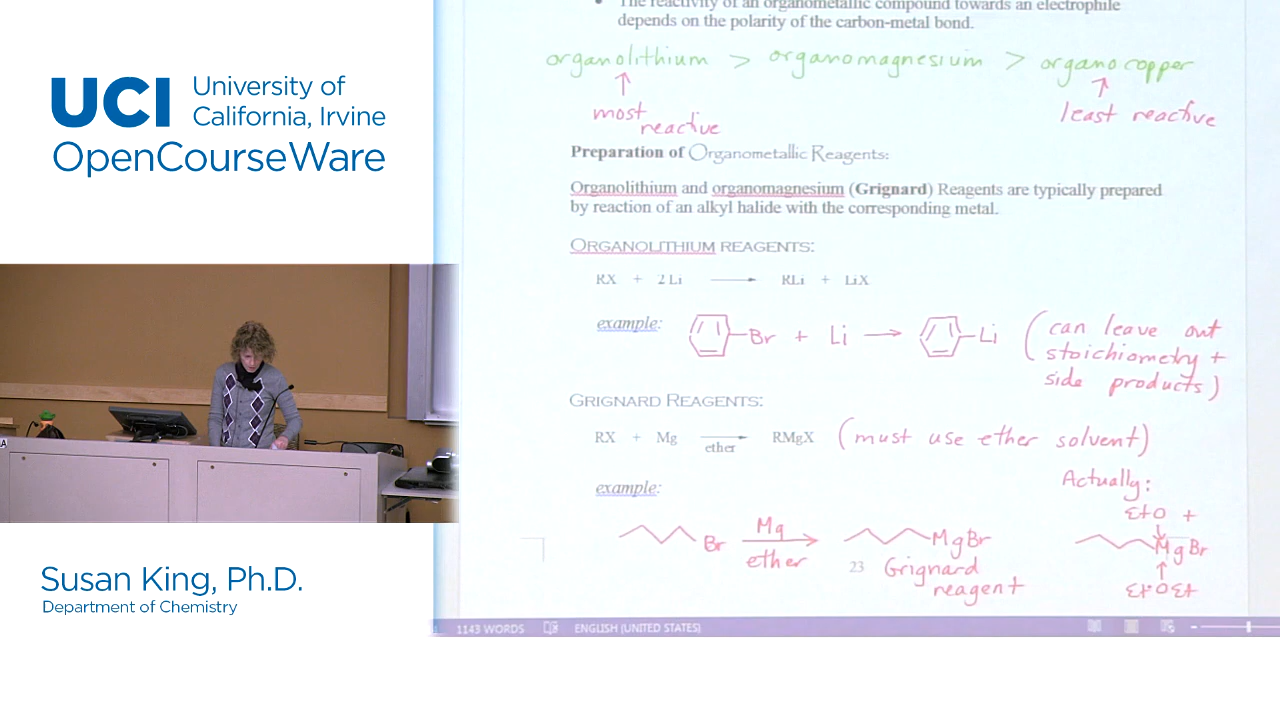 UCI University of
California, Irvine
OpenCourseWare
Susan King, Ph.D.
Department of Chemistry
• The reactivity of an organometallic compound towards an electrophile
depends on the polarity of the carbon-metal bond.
organolithium > organomagnesium > organocopper
↑ ↑
most reactive
least reactive
Preparation of Organometallic Reagents:
Organolithium and organomagnesium (Grignard) Reagents are typically prepared
by reaction of an alkyl halide with the corresponding metal.
ORGANOLITHIUM REAGENTS:
RX + 2 Li → RLi + LiX
example: Br + Li → Li (can leave out
stoichiometry +
side products)
GRIGNARD REAGENTS:
RX + Mg → RMgX (must use ether solvent)
ether
example:
Actually:
EtO +
Br Mg → MgBr MgBr
ether
23 Grignard
reagent
EtOEt
1143 WORDS ENGLISH (UNITED STATES)